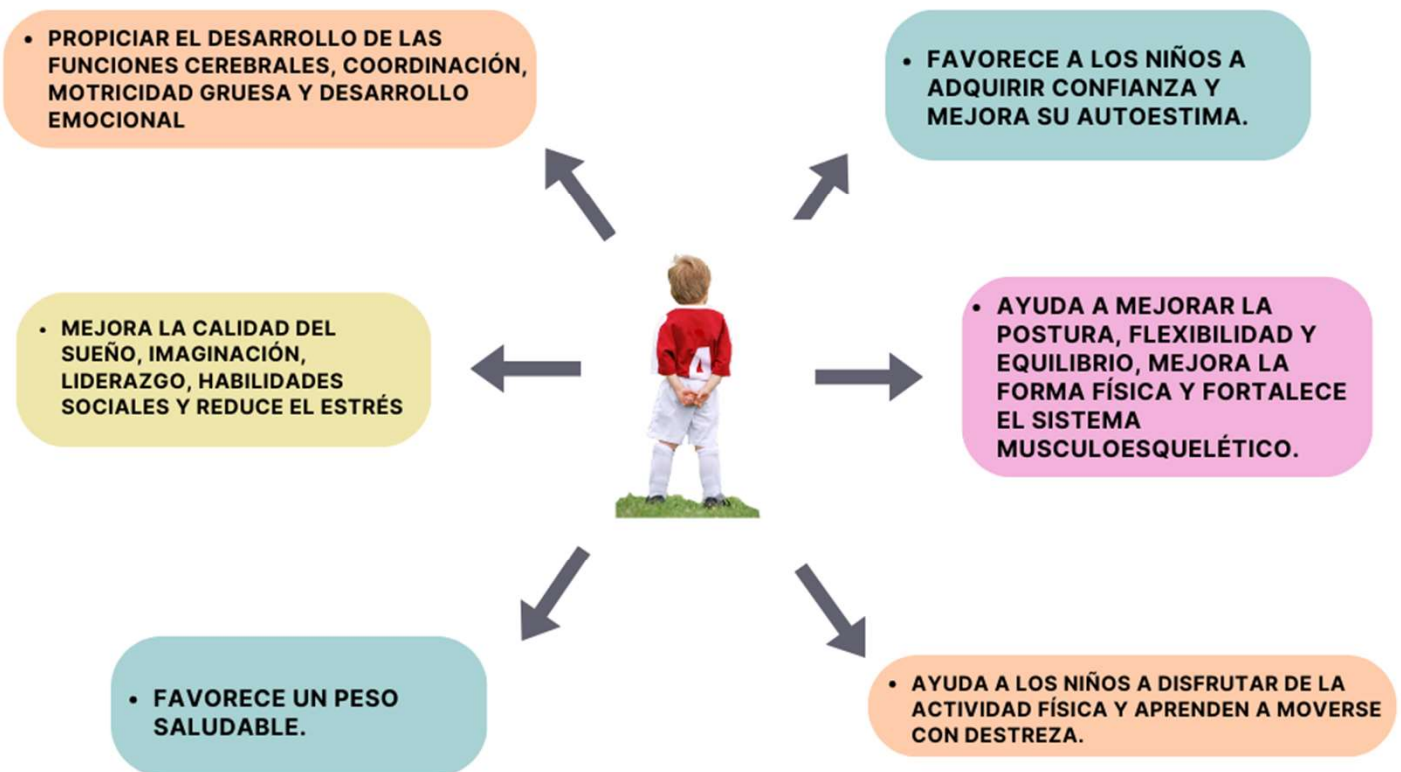 • PROPICIAR EL DESARROLLO DE LAS
FUNCIONES CEREBRALES, COORDINACIÓN,
MOTRICIDAD GRUESA Y DESARROLLO
EMOCIONAL
• FAVORECE A LOS NIÑOS A
ADQUIRIR CONFIANZA Y
MEJORA SU AUTOESTIMA.
• MEJORA LA CALIDAD DEL
SUEÑO, IMAGINACIÓN,
LIDERAZGO, HABILIDADES
SOCIALES Y REDUCE EL ESTRÉS
• AYUDA A MEJORAR LA
POSTURA, FLEXIBILIDAD Y
EQUILIBRIO, MEJORA LA
FORMA FÍSICA Y FORTALECE
EL SISTEMA
MUSCULOESQUELÉTICO.
4
• FAVORECE UN PESO
SALUDABLE.
• AYUDA A LOS NIÑOS A DISFRUTAR DE LA
ACTIVIDAD FÍSICA Y APRENDEN A MOVERSE
CON DESTREZA.